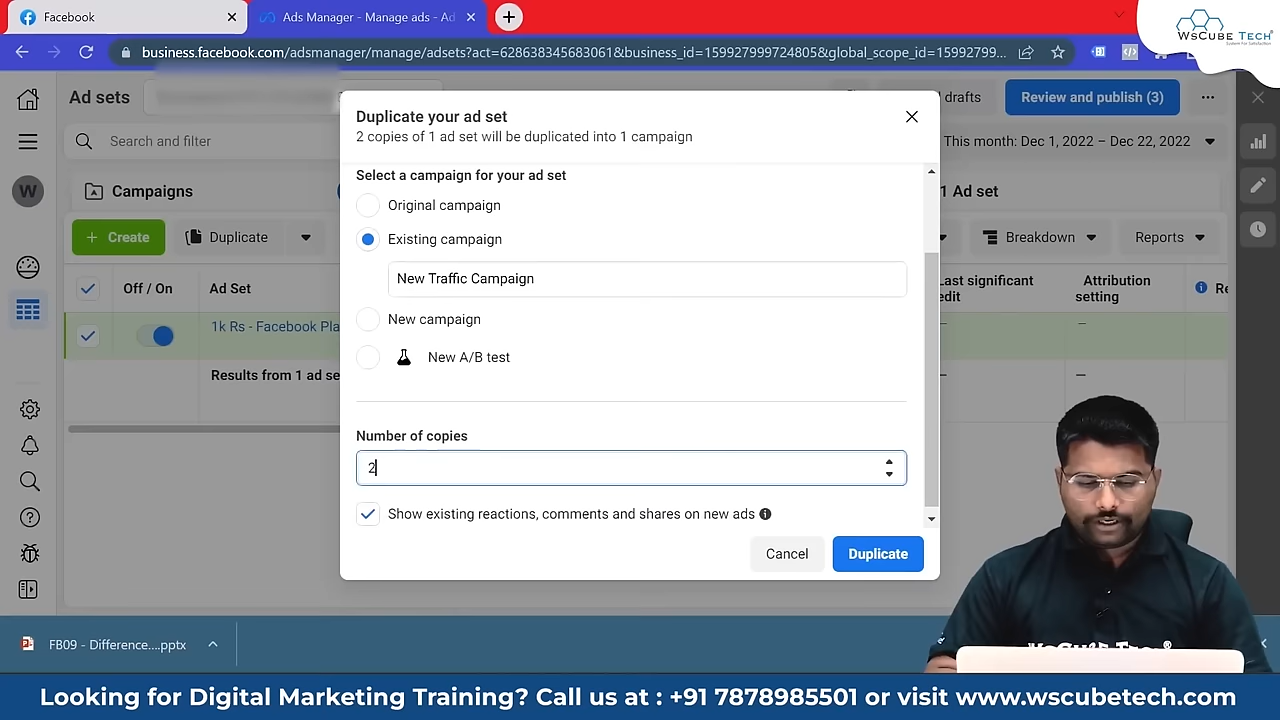 Facebook
Ads Manager - Manage ads - Ad
WsCube Tech®
business.facebook.com/adsmanager/manage/adsets?act=628638345683061&business_id=159927999724805&global_scope_id=15992799...
Ad sets
drafts
Review and publish (3)
Search and filter
This month: Dec 1, 2022 – Dec 22, 2022
W
Campaigns
1 Ad set
+ Create
Duplicate
Breakdown
Reports
Off / On
Ad Set
Last significant
edit
Attribution
setting
Re
1k Rs - Facebook Pla
—
—
Results from 1 ad se
—
—
Duplicate your ad set
2 copies of 1 ad set will be duplicated into 1 campaign
Select a campaign for your ad set
Original campaign
Existing campaign
New Traffic Campaign
New campaign
New A/B test
Number of copies
2
Show existing reactions, comments and shares on new ads
Cancel
Duplicate
FB09 - Difference....pptx
WsCube Tech®
Looking for Digital Marketing Training? Call us at : +91 7878985501 or visit www.wscubetech.com